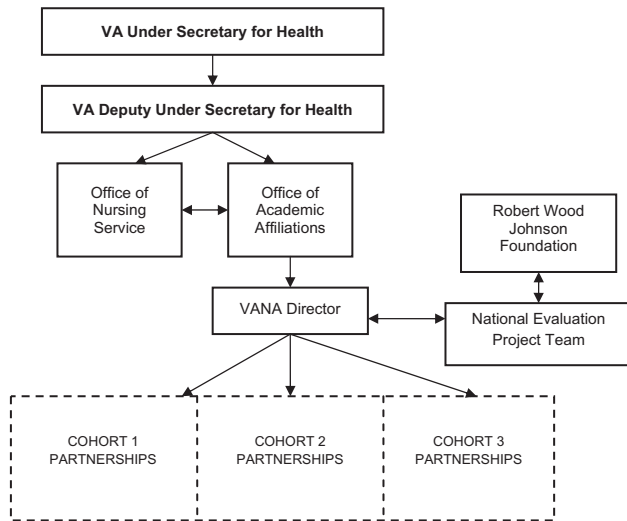 VA Under Secretary for Health
VA Deputy Under Secretary for Health
Office of
Nursing
Service
Office of
Academic
Affiliations
Robert Wood
Johnson
Foundation
VANA Director
National Evaluation
Project Team
COHORT 1
PARTNERSHIPS
COHORT 2
PARTNERSHIPS
COHORT 3
PARTNERSHIPS